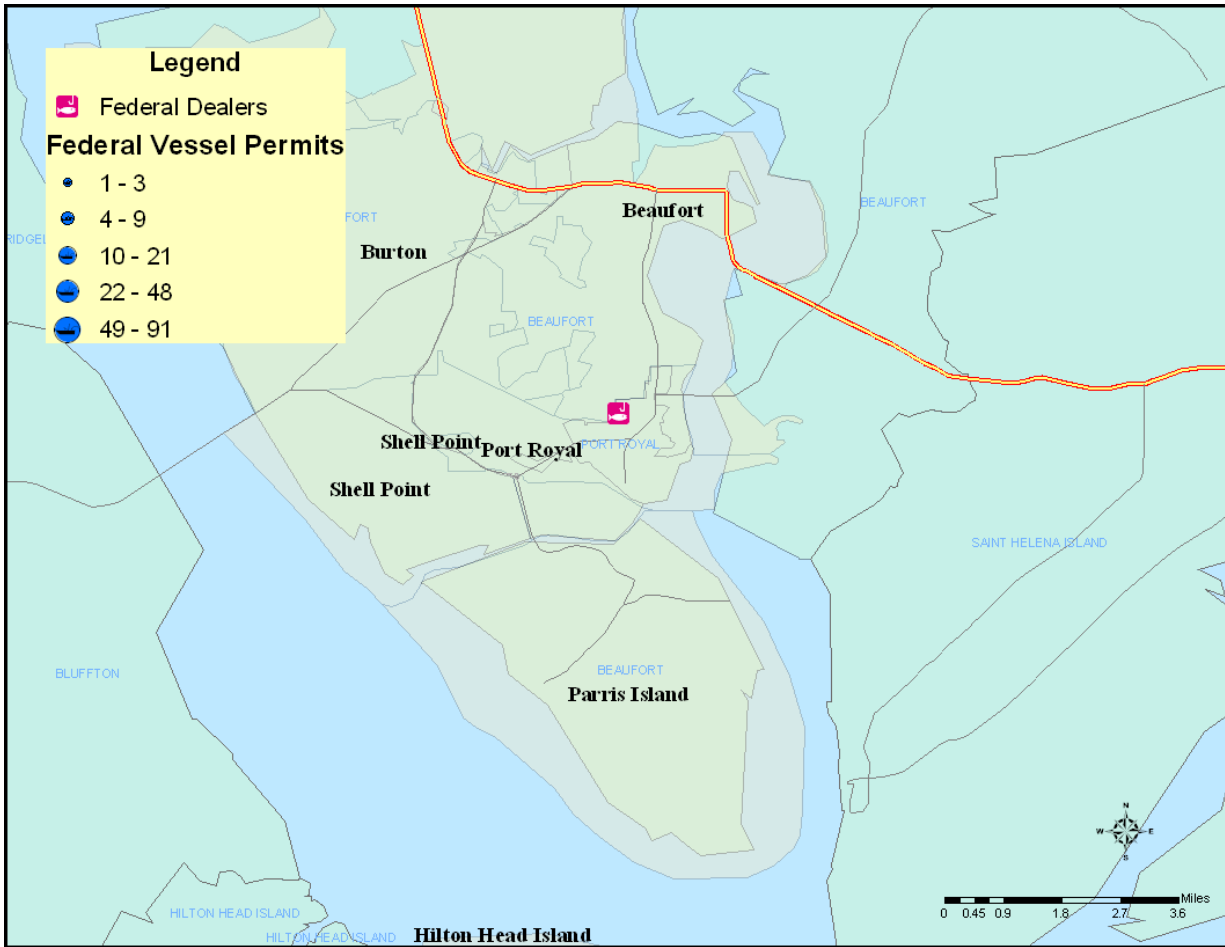 Legend
Federal Dealers
Federal Vessel Permits
1 - 3
4 - 9
10 - 21
22 - 48
49 - 91
FORT
RIDGEL
Beaufort
BEAUFORT
Burton
BEAUFORT
Shell Point
Port Royal
PORT ROYAL
Shell Point
SAINT HELENA ISLAND
BLUFFTON
BEAUFORT
Parris Island
N
W
E
S
Miles
0 0.45 0.9 1.8 2.7 3.6
HILTON HEAD ISLAND
HILTON HEAD ISLAND
Hilton Head Island